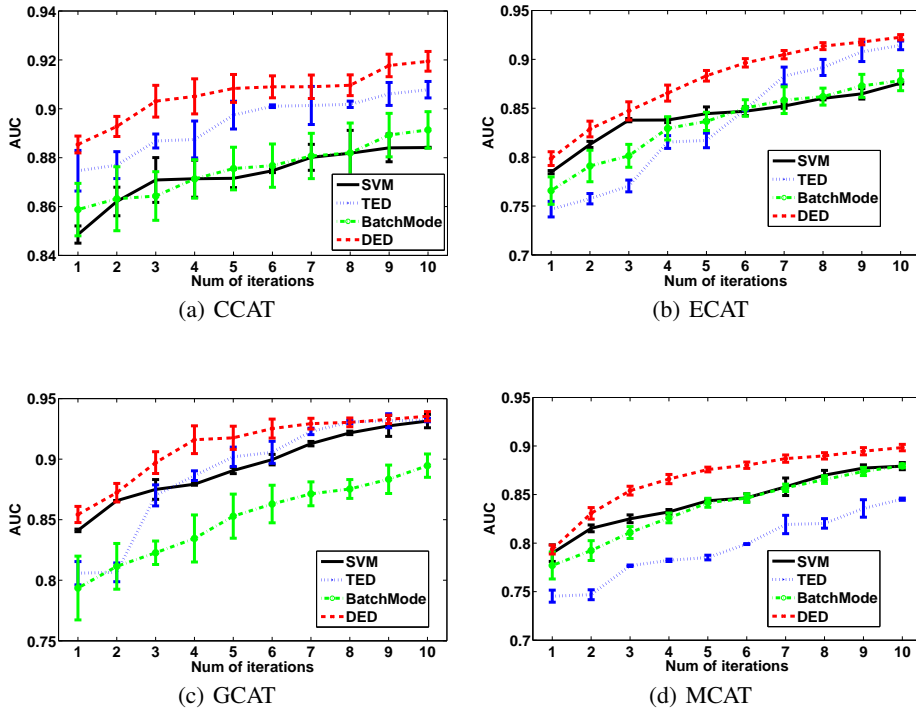 0.94
0.92
0.9
0.88
0.86
0.84
AUC
1 2 3 4 5 6 7 8 9 10
Num of iterations
SVM
TED
BatchMode
DED
(a) CCAT
0.95
0.9
0.85
0.8
0.75
0.7
AUC
1 2 3 4 5 6 7 8 9 10
Num of iterations
SVM
TED
BatchMode
DED
(b) ECAT
0.95
0.9
0.85
0.8
0.75
AUC
1 2 3 4 5 6 7 8 9 10
Num of iterations
SVM
TED
BatchMode
DED
(c) GCAT
0.95
0.9
0.85
0.8
0.75
0.7
AUC
1 2 3 4 5 6 7 8 9 10
Num of iterations
SVM
TED
BatchMode
DED
(d) MCAT